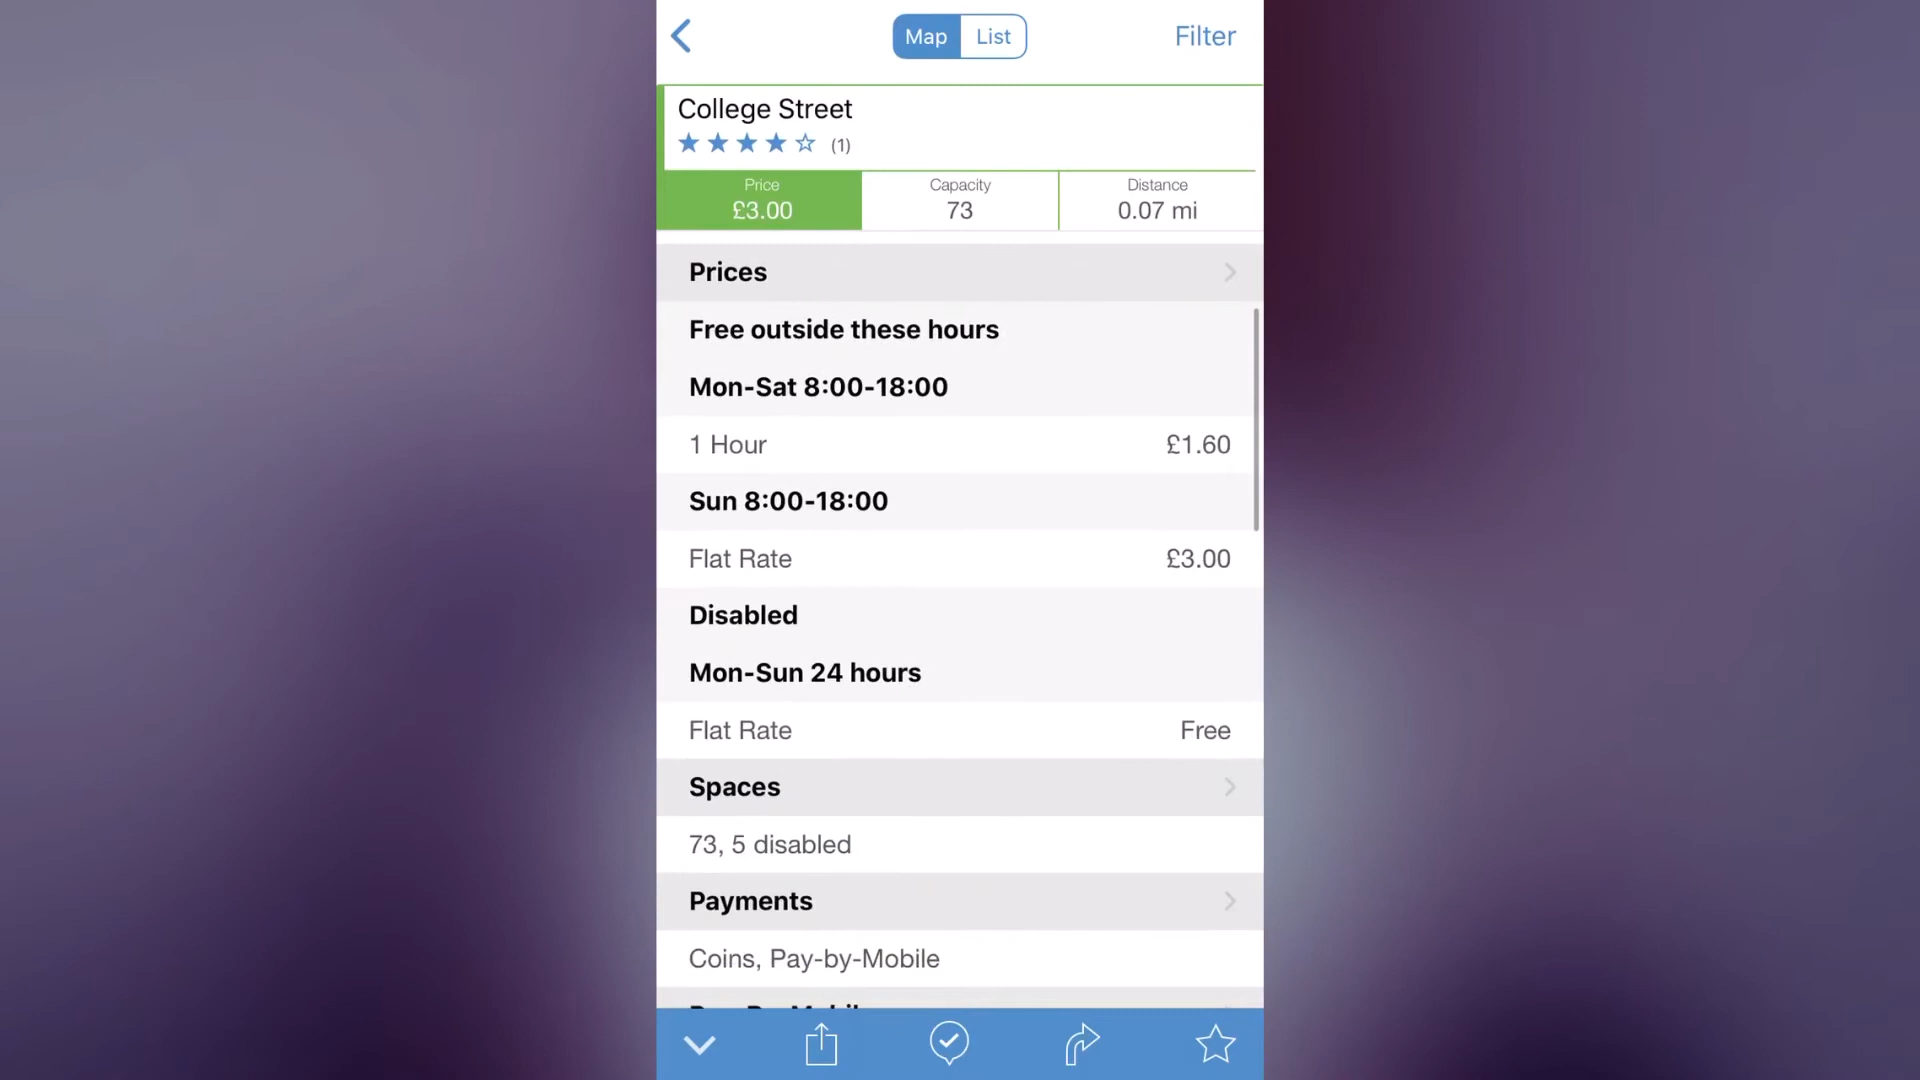 Map List Filter
College Street
(1)
Price Capacity Distance
£3.00 73 0.07 mi
Prices
Free outside these hours
Mon-Sat 8:00-18:00
1 Hour £1.60
Sun 8:00-18:00
Flat Rate £3.00
Disabled
Mon-Sun 24 hours
Flat Rate Free
Spaces
73, 5 disabled
Payments
Coins, Pay-by-Mobile